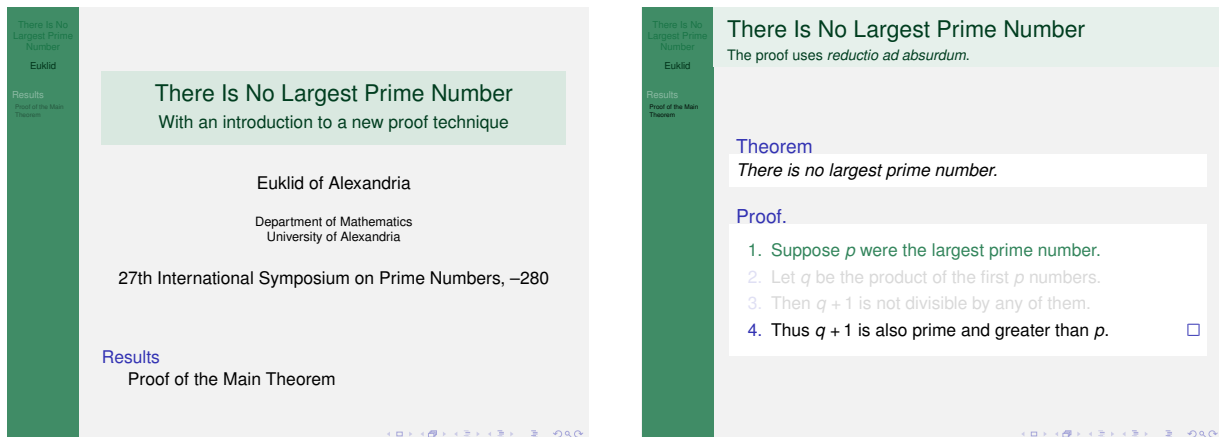 There Is No
Largest Prime
Number
Euklid
Results
Proof of the Main
Theorem
There Is No Largest Prime Number
With an introduction to a new proof technique
Euklid of Alexandria
Department of Mathematics
University of Alexandria
27th International Symposium on Prime Numbers, –280
Results
Proof of the Main Theorem
There Is No
Largest Prime
Number
Euklid
Results
Proof of the Main
Theorem
There Is No Largest Prime Number
The proof uses reductio ad absurdum.
Theorem
There is no largest prime number.
Proof.
1. Suppose p were the largest prime number.
2. Let q be the product of the first p numbers.
3. Then q + 1 is not divisible by any of them.
4. Thus q + 1 is also prime and greater than p. □